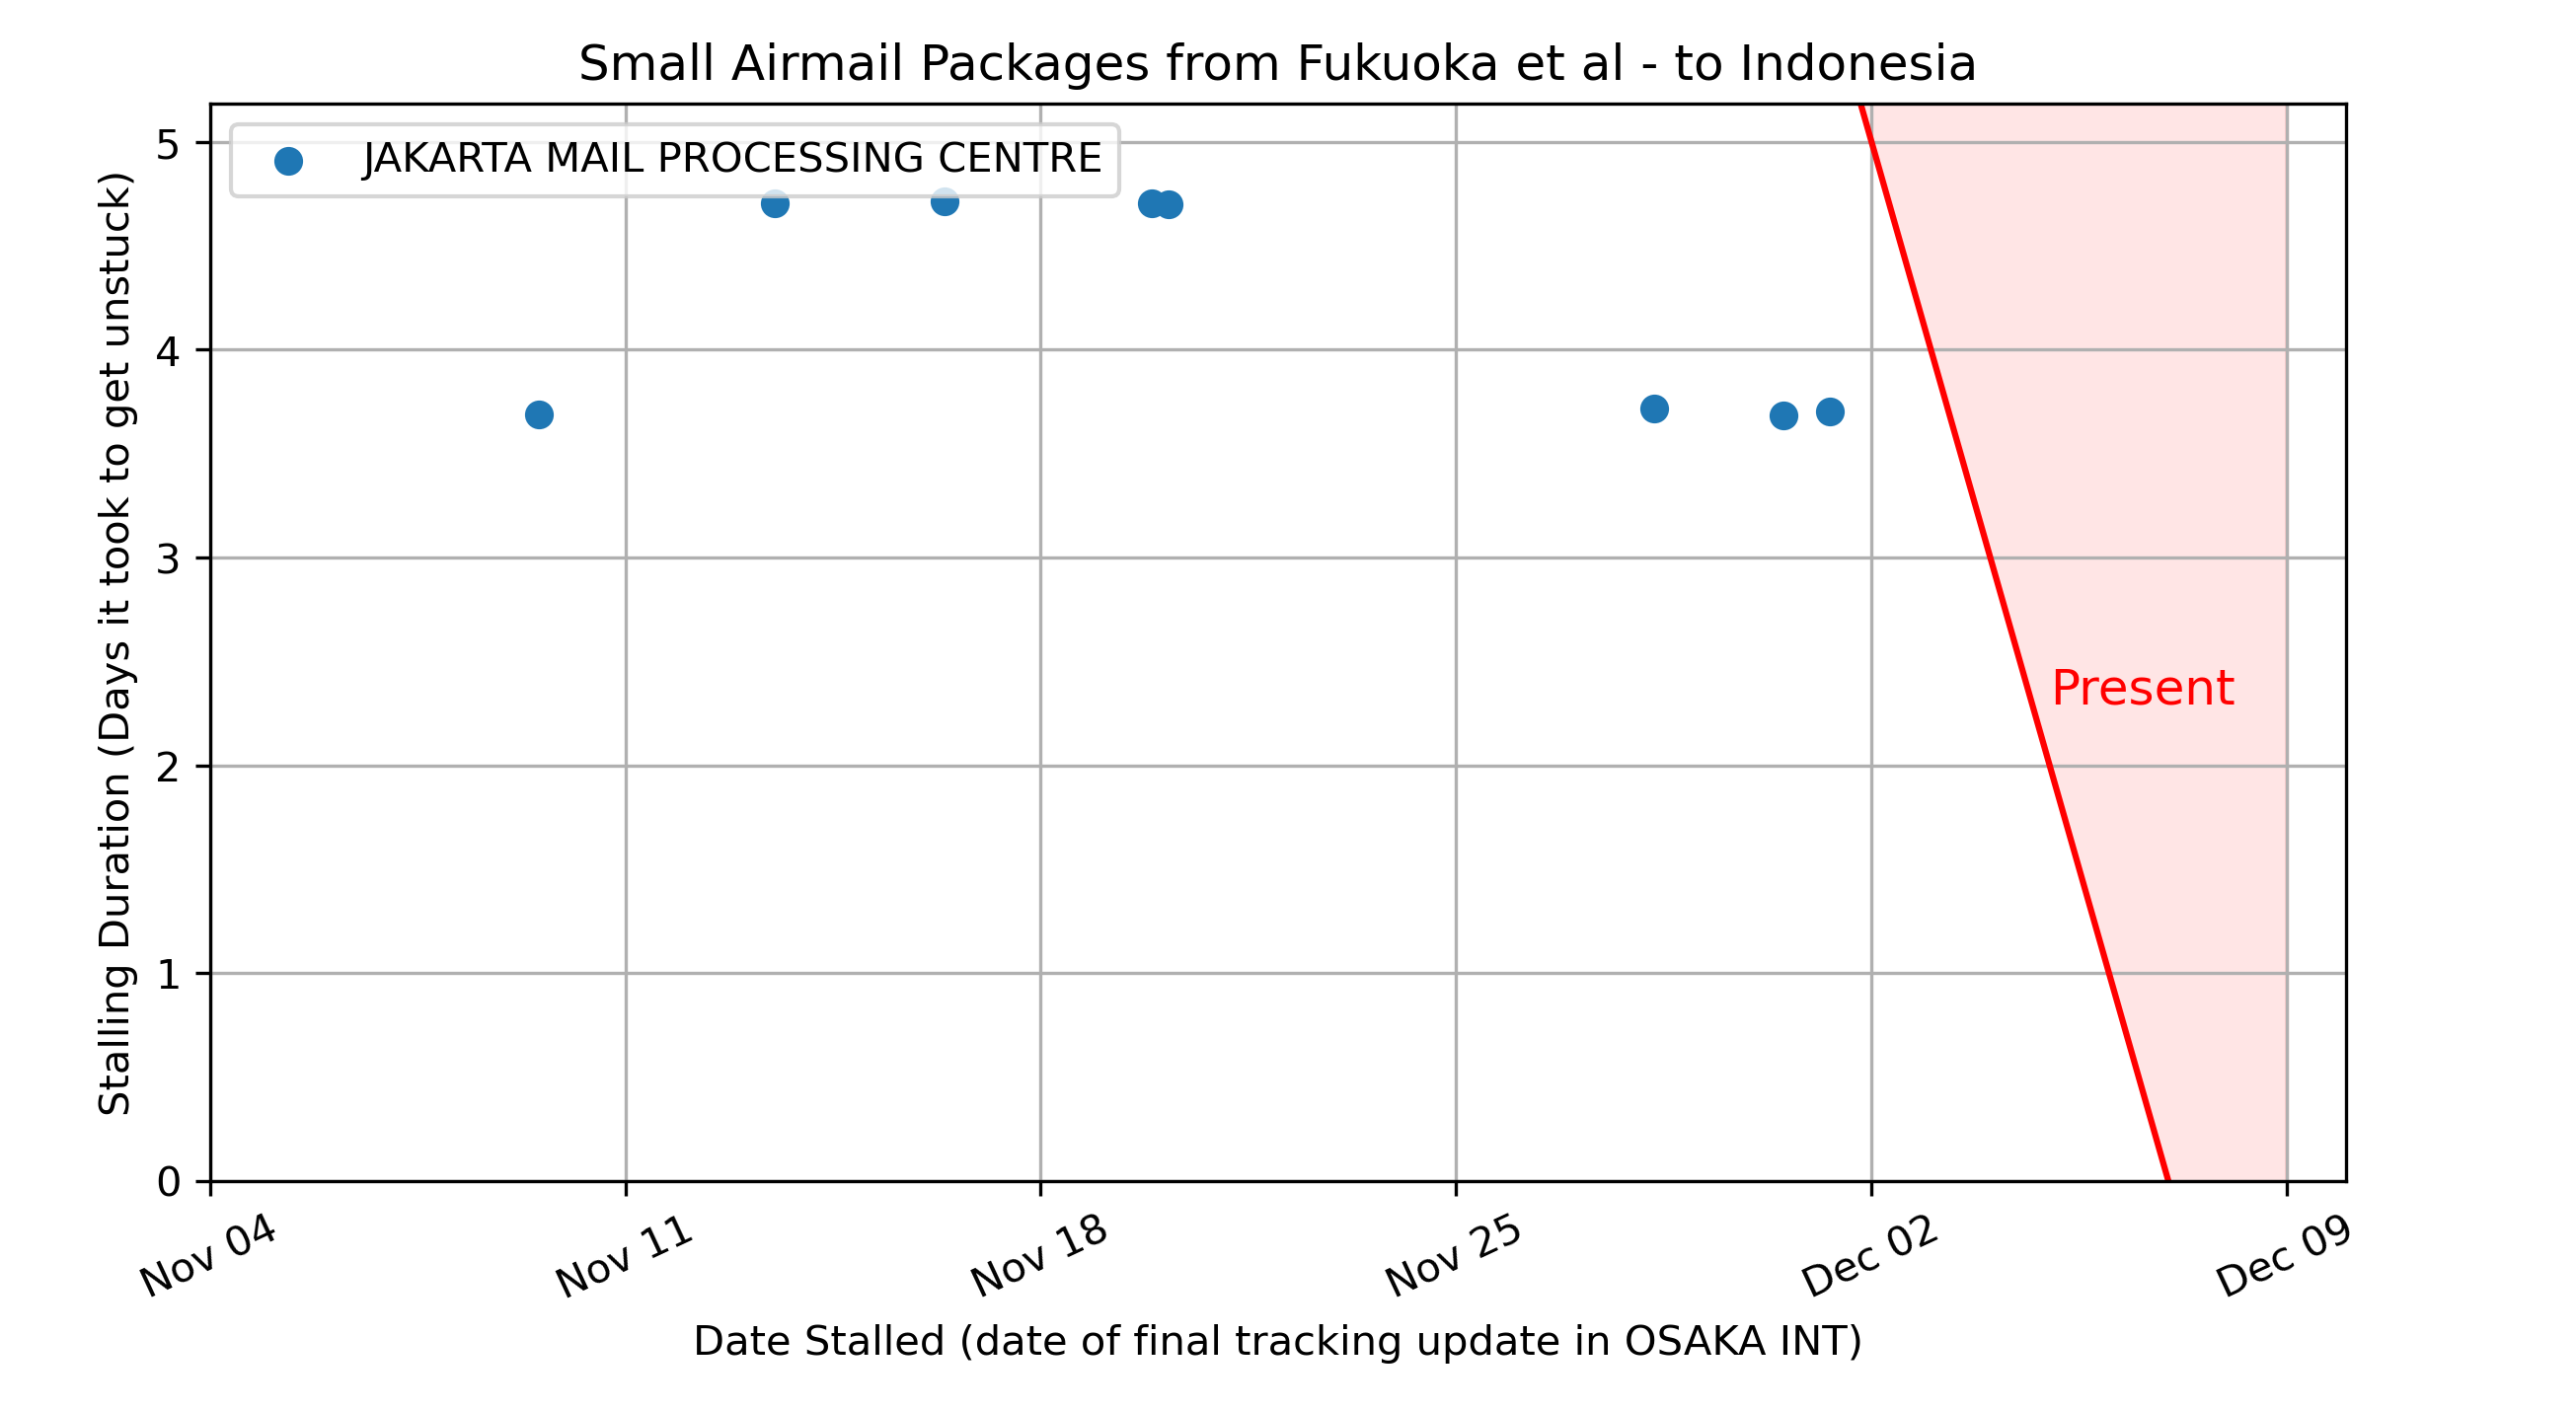 Small Airmail Packages from Fukuoka et al - to Indonesia
JAKARTA MAIL PROCESSING CENTRE
Stalling Duration (Days it took to get unstuck)
5
4
3
2
1
0
Present
Nov 04
Nov 11
Nov 18
Nov 25
Dec 02
Dec 09
Date Stalled (date of final tracking update in OSAKA INT)